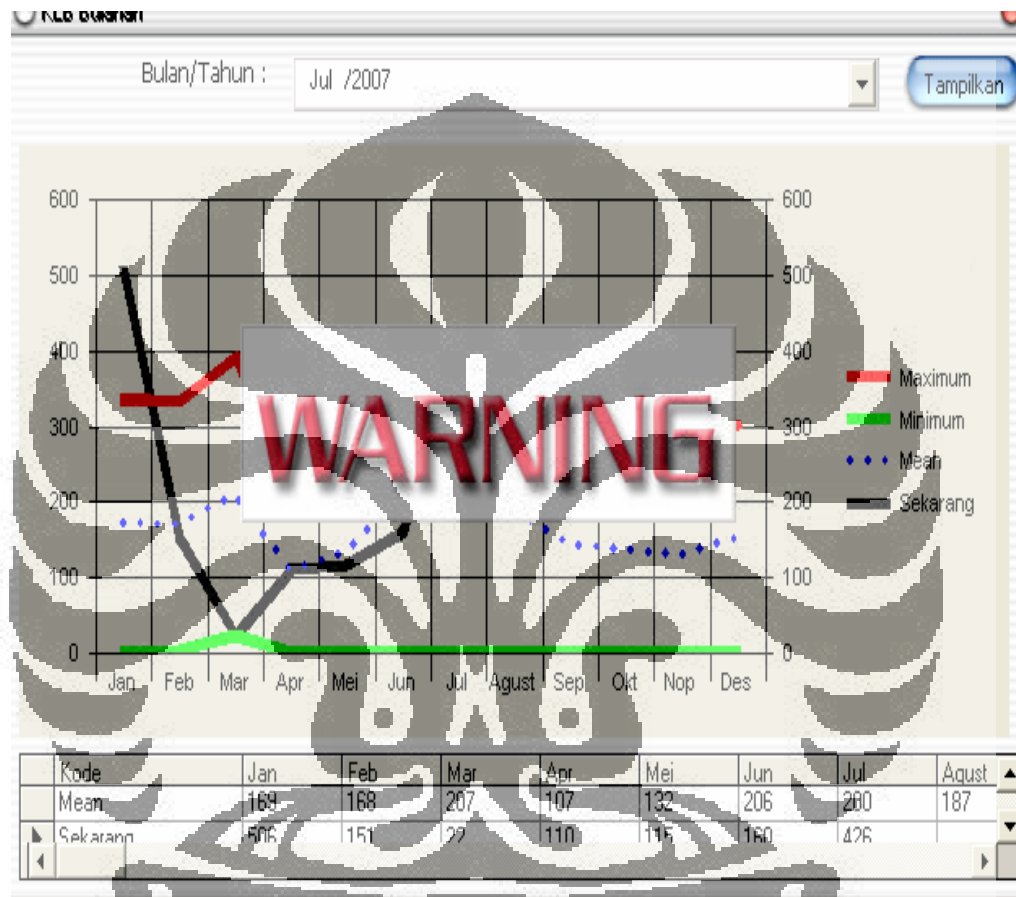 KLB Bulanan
Bulan/Tahun : Jul /2007 Tampilkan
600 600
500 500
400 400
300 300
200 200
100 100
0 0
Maximum
Minimum
Mean
Sekarang
WARNING
Jan Feb Mar Apr Mei Jun Jul Agust Sep Okt Nop Des
Kode Jan Feb Mar Apr Mei Jun Jul Agust
Mean 169 168 207 107 132 206 187
Sekarang 506 151 22 110 115 160 426